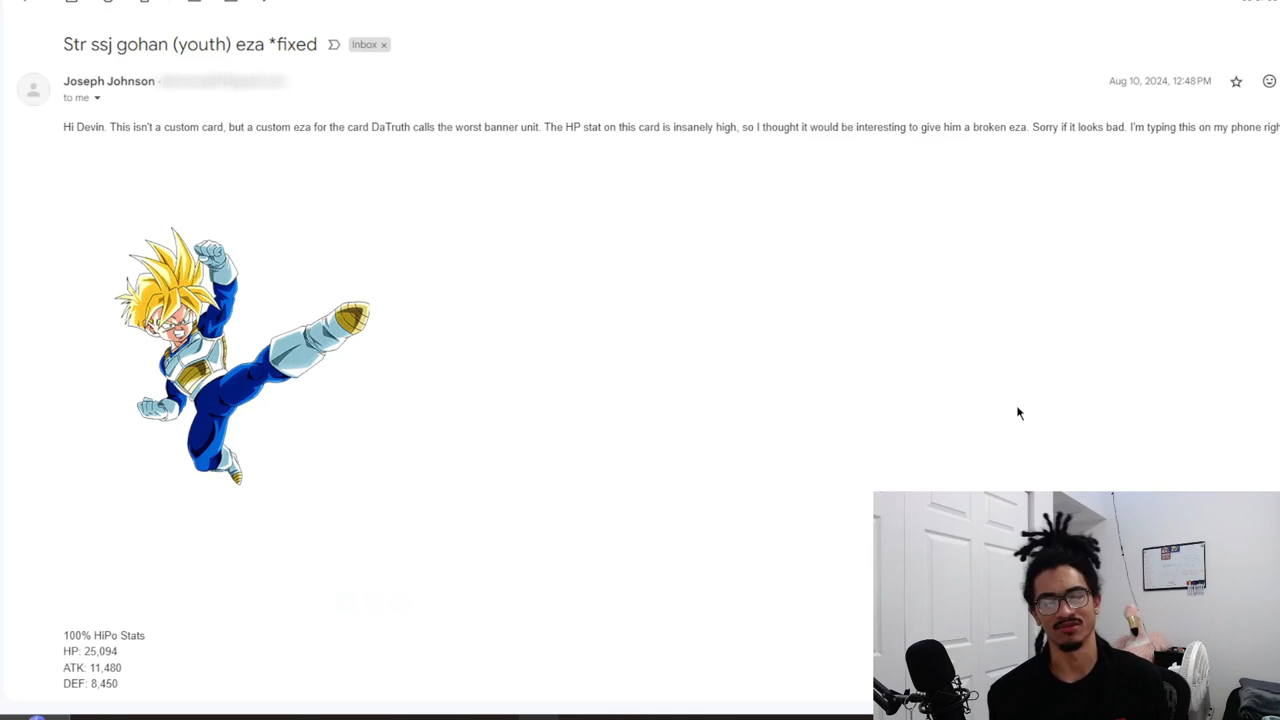 Str ssj gohan (youth) eza *fixed
Inbox ×
Joseph Johnson
Aug 10, 2024, 12:48 PM
to me
Hi Devin. This isn't a custom card, but a custom eza for the card DaTruth calls the worst banner unit. The HP stat on this card is insanely high, so I thought it would be interesting to give him a broken eza. Sorry if it looks bad. I'm typing this on my phone righ
100% HiPo Stats
HP: 25,094
ATK: 11,480
DEF: 8,450